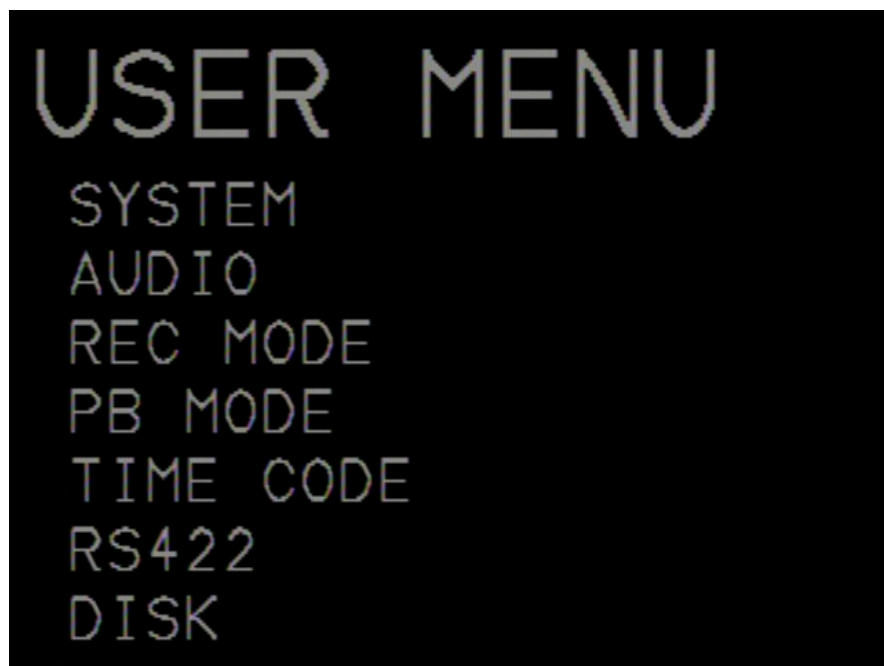 USER MENU
SYSTEM
AUDIO
REC MODE
PB MODE
TIME CODE
RS422
DISK